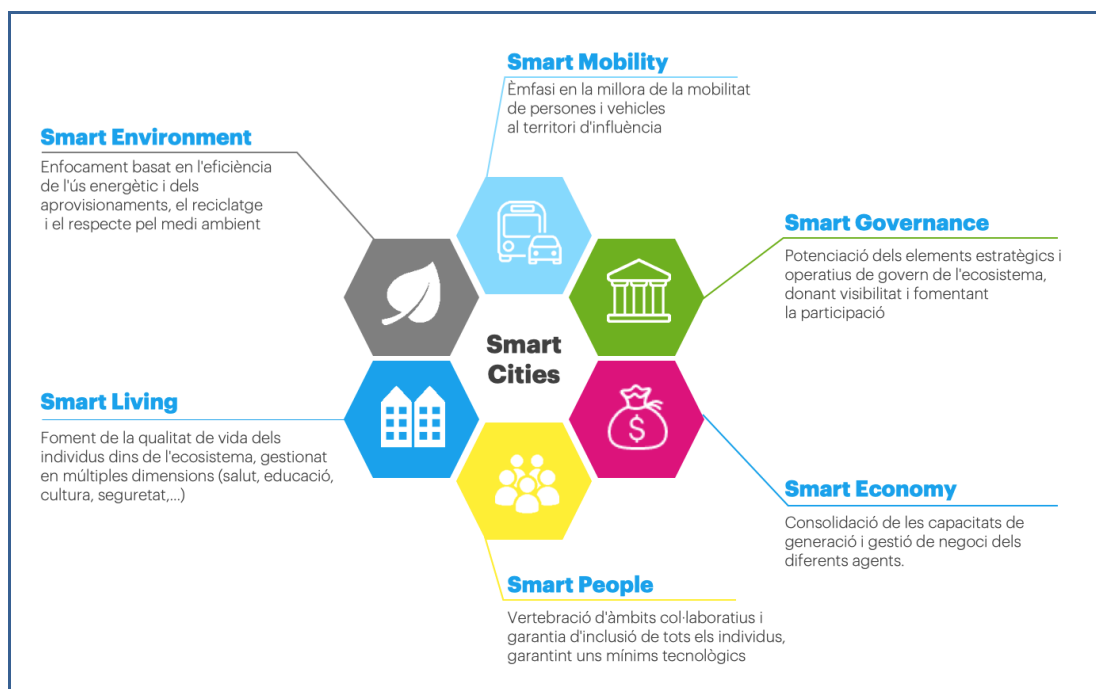 Smart Mobility
Èmfasi en la millora de la mobilitat
de persones i vehicles
al territori d'influència
Smart Environment
Enfocament basat en l'eficiència
de l'ús energètic i dels
aprovisionaments, el reciclatge
i el respecte pel medi ambient
Smart Governance
Potenciació dels elements estratègics i
operatius de govern de l'ecosistema,
donant visibilitat i fomentant
la participació
Smart
Cities
$
Smart Living
Foment de la qualitat de vida dels
individus dins de l'ecosistema, gestionat
en múltiples dimensions (salut, educació,
cultura, seguretat,...)
Smart Economy
Consolidació de les capacitats de
generació i gestió de negoci dels
diferents agents.
Smart People
Vertebració d'àmbits col·laboratius i
garantia d'inclusió de tots els individus,
garantint uns mínims tecnològics